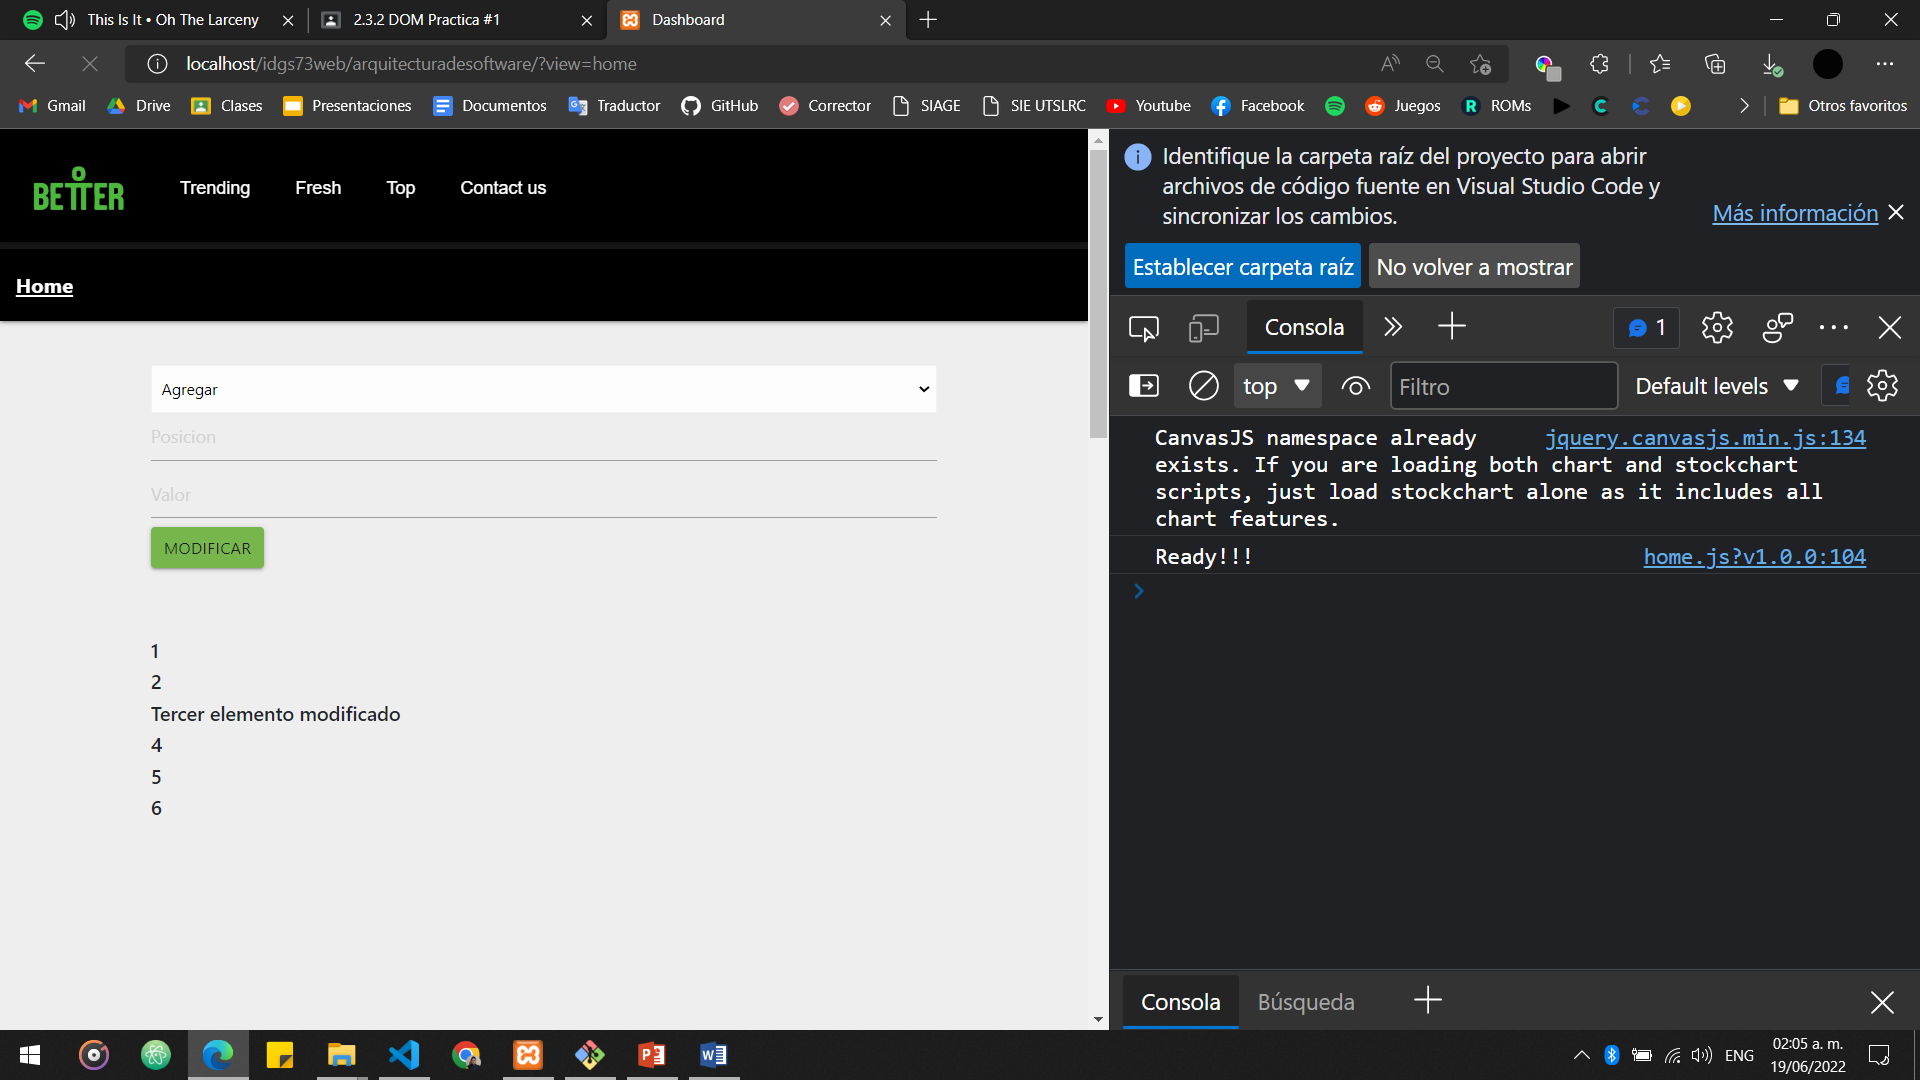 This Is It • Oh The Larceny
2.3.2 DOM Practica #1
Dashboard
localhost/idgs73web/arquitecturadesoftware/?view=home
Gmail
Drive
Clases
Presentaciones
Documentos
Traductor
GitHub
Corrector
SIAGE
SIE UTSLRC
Youtube
Facebook
Juegos
ROMs
Otros favoritos
BETTER
Trending
Fresh
Top
Contact us
Home
Agregar
Posicion
Valor
MODIFICAR
1
2
Tercer elemento modificado
4
5
6
Identifique la carpeta raíz del proyecto para abrir
archivos de código fuente en Visual Studio Code y
sincronizar los cambios.
Más información
Establecer carpeta raíz
No volver a mostrar
Consola
1
top
Filtro
Default levels
CanvasJS namespace already jquery.canvasjs.min.js:134
exists. If you are loading both chart and stockchart
scripts, just load stockchart alone as it includes all
chart features.
Ready!!! home.js?v1.0.0:104
Consola
Búsqueda
ENG
02:05 a. m.
19/06/2022